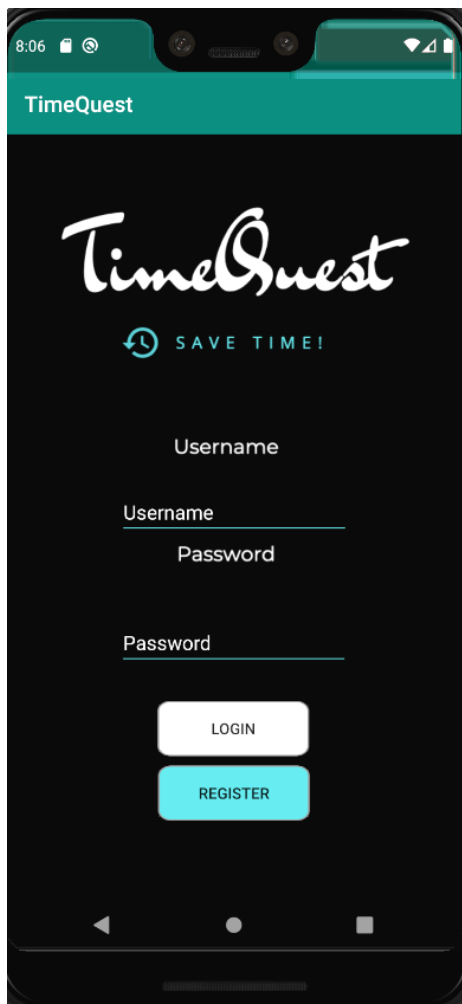 8:06
TimeQuest
TimeQuest
SAVE TIME!
Username
Username
Password
Password
LOGIN
REGISTER